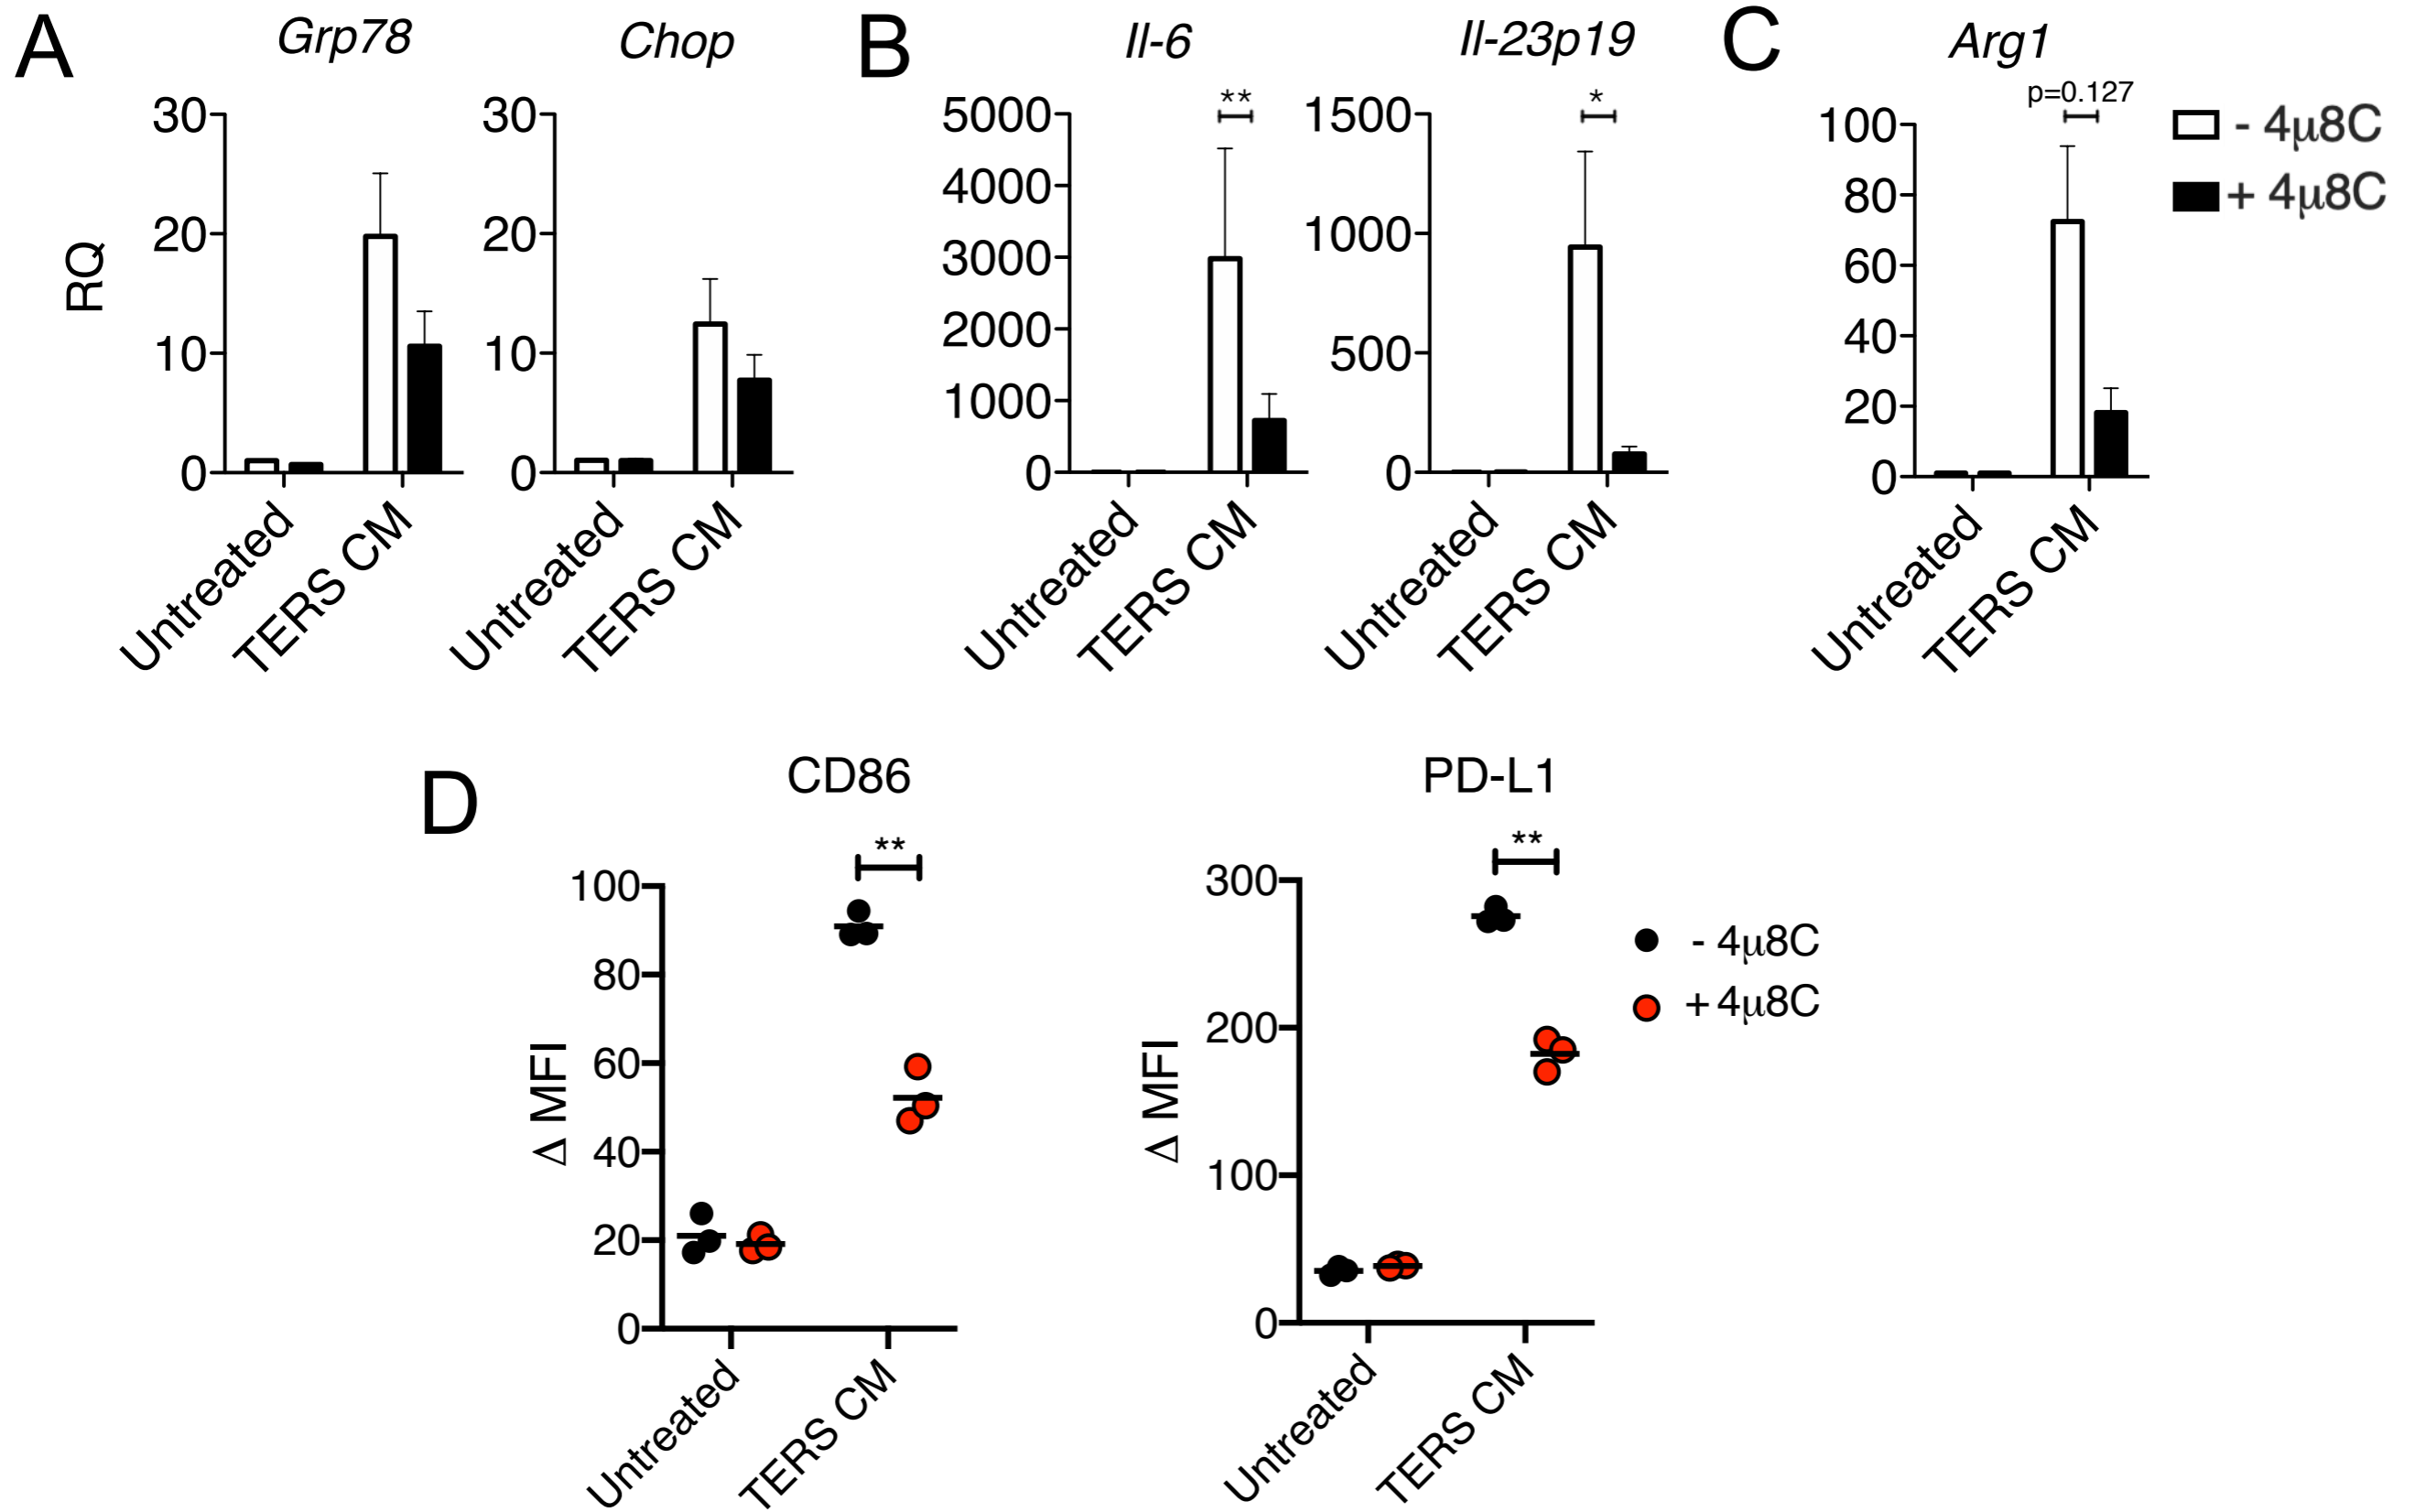 A
Grp78
Chop
B
Il-6
Il-23p19
C
Arg1
RQ
30
20
10
0
Untreated
TERS CM
30
20
10
0
Untreated
TERS CM
**
5000
4000
3000
2000
1000
0
Untreated
TERS CM
*
1500
1000
500
0
Untreated
TERS CM
p=0.127
100
80
60
40
20
0
Untreated
TERS CM
- 4μ8C
+ 4μ8C
D
CD86
**
Δ MFI
100
80
60
40
20
0
Untreated
TERS CM
PD-L1
**
Δ MFI
300
200
100
0
Untreated
TERS CM
- 4μ8C
+ 4μ8C